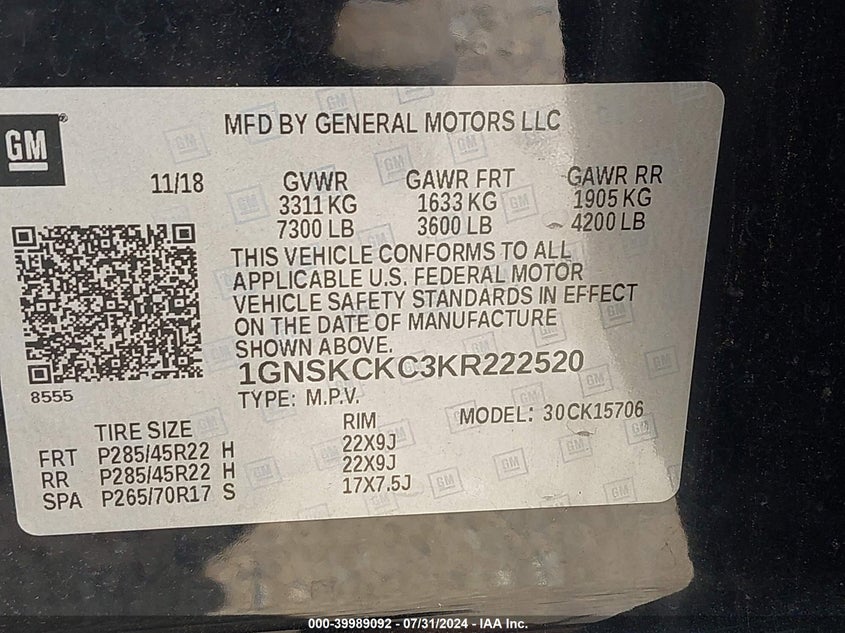 GM
MFD BY GENERAL MOTORS LLC
11/18 GVWR GAWR FRT GAWR RR
3311 KG 1633 KG 1905 KG
7300 LB 3600 LB 4200 LB
THIS VEHICLE CONFORMS TO ALL
APPLICABLE U.S. FEDERAL MOTOR
VEHICLE SAFETY STANDARDS IN EFFECT
ON THE DATE OF MANUFACTURE
SHOWN ABOVE.
1GNSKCKC3KR222520
8555
TYPE: M.P.V. MODEL: 30CK15706
TIRE SIZE RIM
FRT P285/45R22 H 22X9J
RR P285/45R22 H 22X9J
SPA P265/70R17 S 17X7.5J
000-39989092 - 07/31/2024 - IAA Inc.